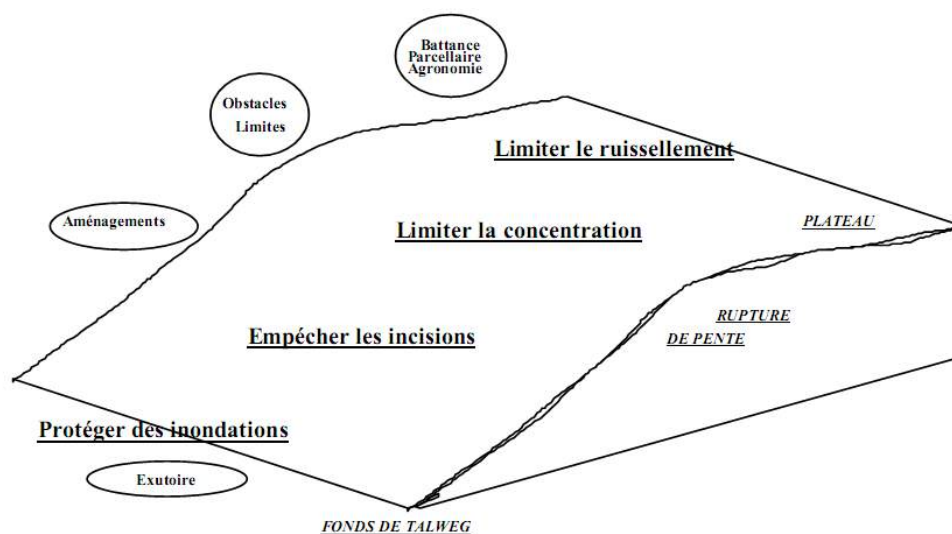 Battance
Parcellaire
Agronomie
Obstacles
Limites
Limiter le ruissellement
Aménagements
PLATEAU
Limiter la concentration
RUPTURE
DE PENTE
Empécher les incisions
Protéger des inondations
Exutoire
FONDS DE TALWEG